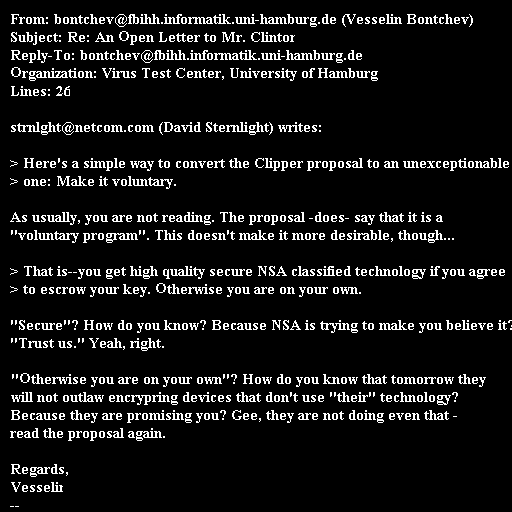 From: bontchev@fbihh.informatik.uni-hamburg.de (Vesselin Bontchev)
Subject: Re: An Open Letter to Mr. Clintor
Reply-To: bontchev@fbihh.informatik.uni-hamburg.de
Organization: Virus Test Center, University of Hamburg
Lines: 26

strnlght@netcom.com (David Sternlight) writes:

> Here's a simple way to convert the Clipper proposal to an unexceptionable
> one: Make it voluntary.

As usually, you are not reading. The proposal -does- say that it is a
"voluntary program". This doesn't make it more desirable, though...

> That is--you get high quality secure NSA classified technology if you agree
> to escrow your key. Otherwise you are on your own.

"Secure"? How do you know? Because NSA is trying to make you believe it?
"Trust us." Yeah, right.

"Otherwise you are on your own"? How do you know that tomorrow they
will not outlaw encrypring devices that don't use "their" technology?
Because they are promising you? Gee, they are not doing even that -
read the proposal again.

Regards,
Vesselin
--